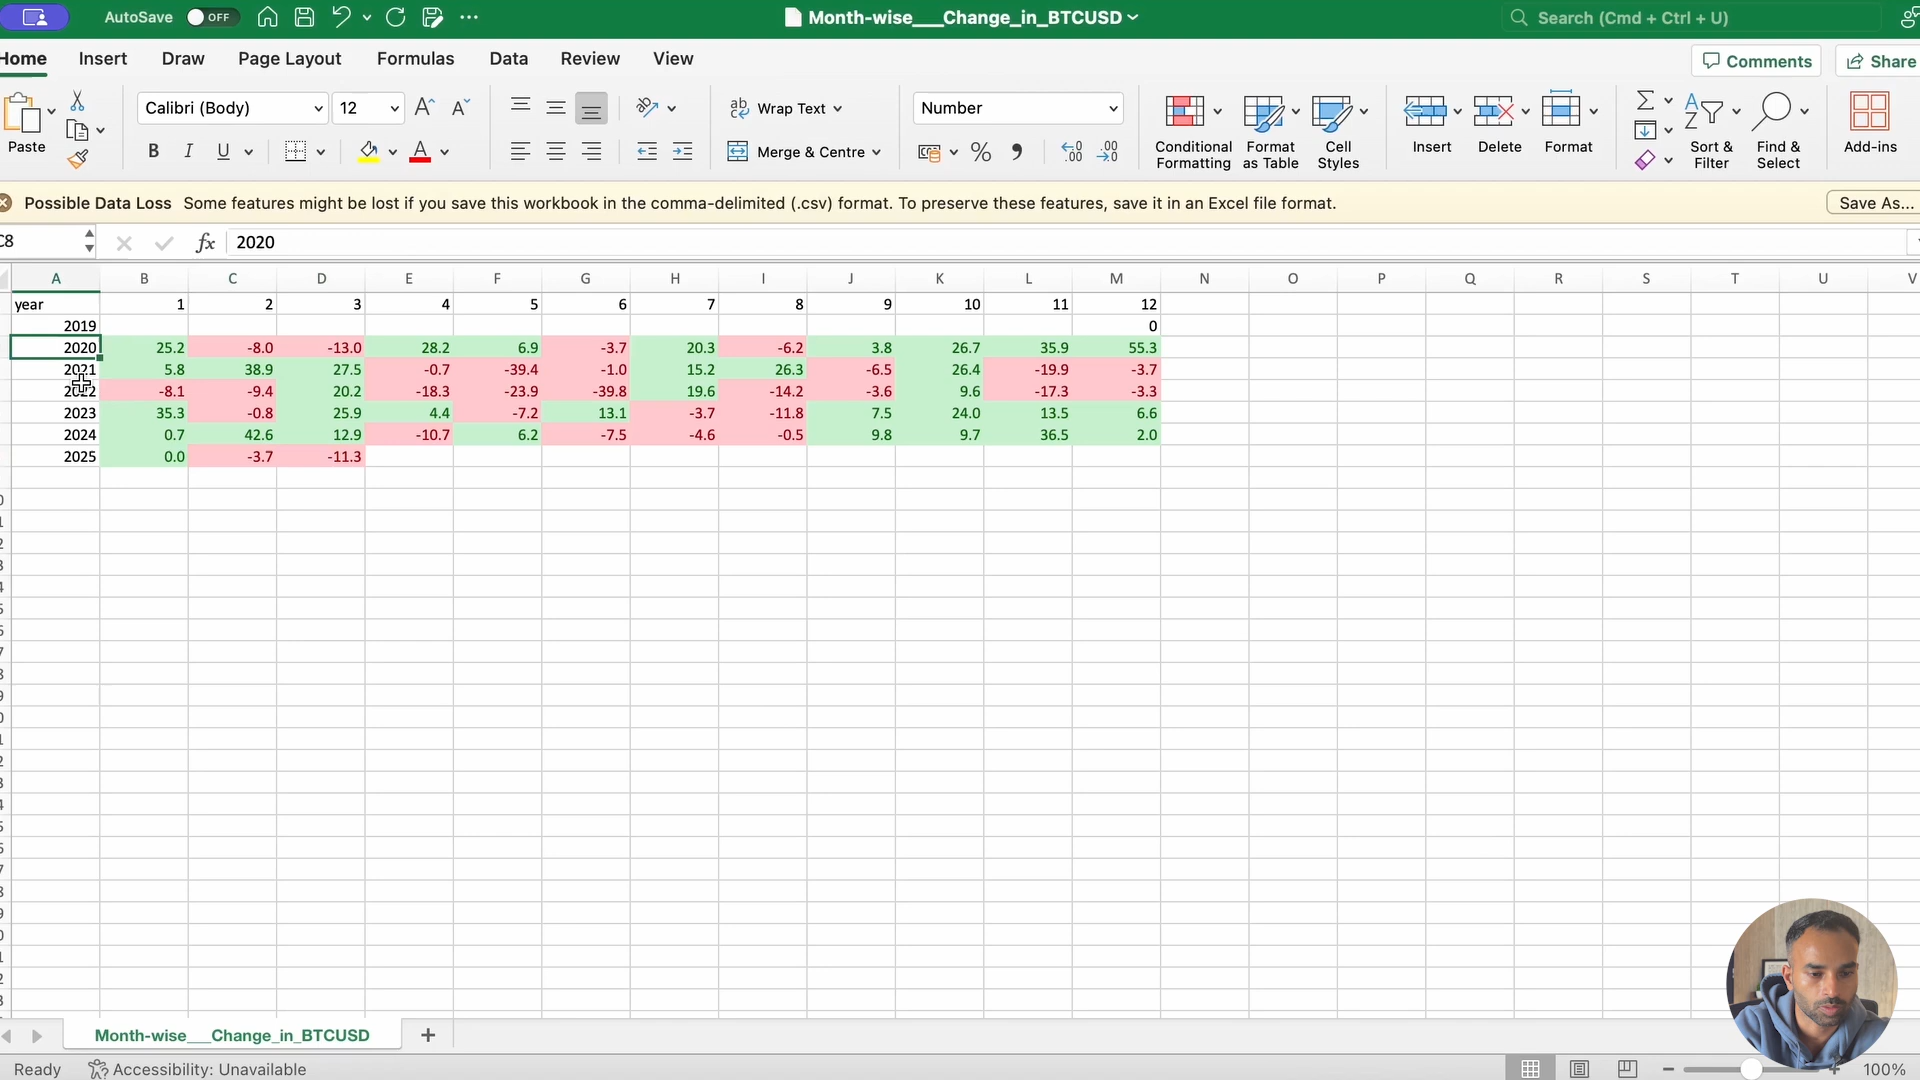 AutoSave OFF Month-wise___Change_in_BTCUSD Search (Cmd + Ctrl + U)
Home Insert Draw Page Layout Formulas Data Review View Comments Share
Paste Calibri (Body) 12 Wrap Text Number
B I U A Merge & Centre
Conditional Formatting Format as Table Cell Styles Insert Delete Format Sort & Filter Find & Select Add-ins
Possible Data Loss Some features might be lost if you save this workbook in the comma-delimited (.csv) format. To preserve these features, save it in an Excel file format. Save As...
C8 fx 2020
A B C D E F G H I J K L M N O P Q R S T U V
year 1 2 3 4 5 6 7 8 9 10 11 12
2019 0
2020 25.2 -8.0 -13.0 28.2 6.9 -3.7 20.3 -6.2 3.8 26.7 35.9 55.3
2021 5.8 38.9 27.5 -0.7 -39.4 -1.0 15.2 26.3 -6.5 26.4 -19.9 -3.7
2022 -8.1 -9.4 20.2 -18.3 -23.9 -39.8 19.6 -14.2 -3.6 9.6 -17.3 -3.3
2023 35.3 -0.8 25.9 4.4 -7.2 13.1 -3.7 -11.8 7.5 24.0 13.5 6.6
2024 0.7 42.6 12.9 -10.7 6.2 -7.5 -4.6 -0.5 9.8 9.7 36.5 2.0
2025 0.0 -3.7 -11.3
Month-wise___Change_in_BTCUSD +
Ready Accessibility: Unavailable 100%